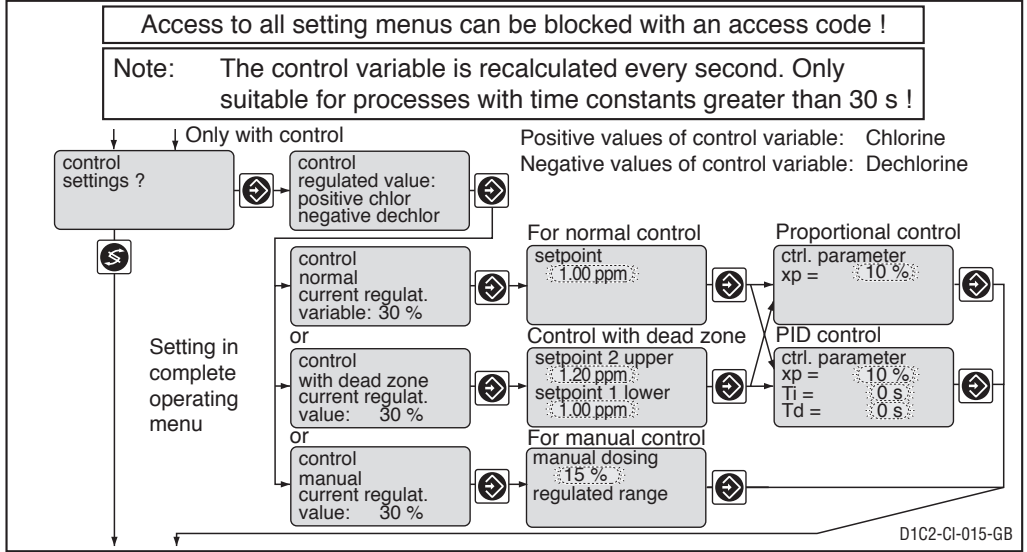 Access to all setting menus can be blocked with an access code !
Note: The control variable is recalculated every second. Only
suitable for processes with time constants greater than 30 s !
Only with control
Positive values of control variable: Chlorine
Negative values of control variable: Dechlorine
control
settings ?
control
regulated value:
positive chlor
negative dechlor
For normal control
Proportional control
control
normal
current regulat.
variable: 30 %
setpoint
1.00 ppm
ctrl. parameter
xp = 10 %
or
Control with dead zone
PID control
Setting in
complete
operating
menu
control
with dead zone
current regulat.
value: 30 %
setpoint 2 upper
1.20 ppm
setpoint 1 lower
1.00 ppm
ctrl. parameter
xp = 10 %
Ti = 0 s
Td = 0 s
or
For manual control
control
manual
current regulat.
value: 30 %
manual dosing
15 %
regulated range
D1C2-CI-015-GB